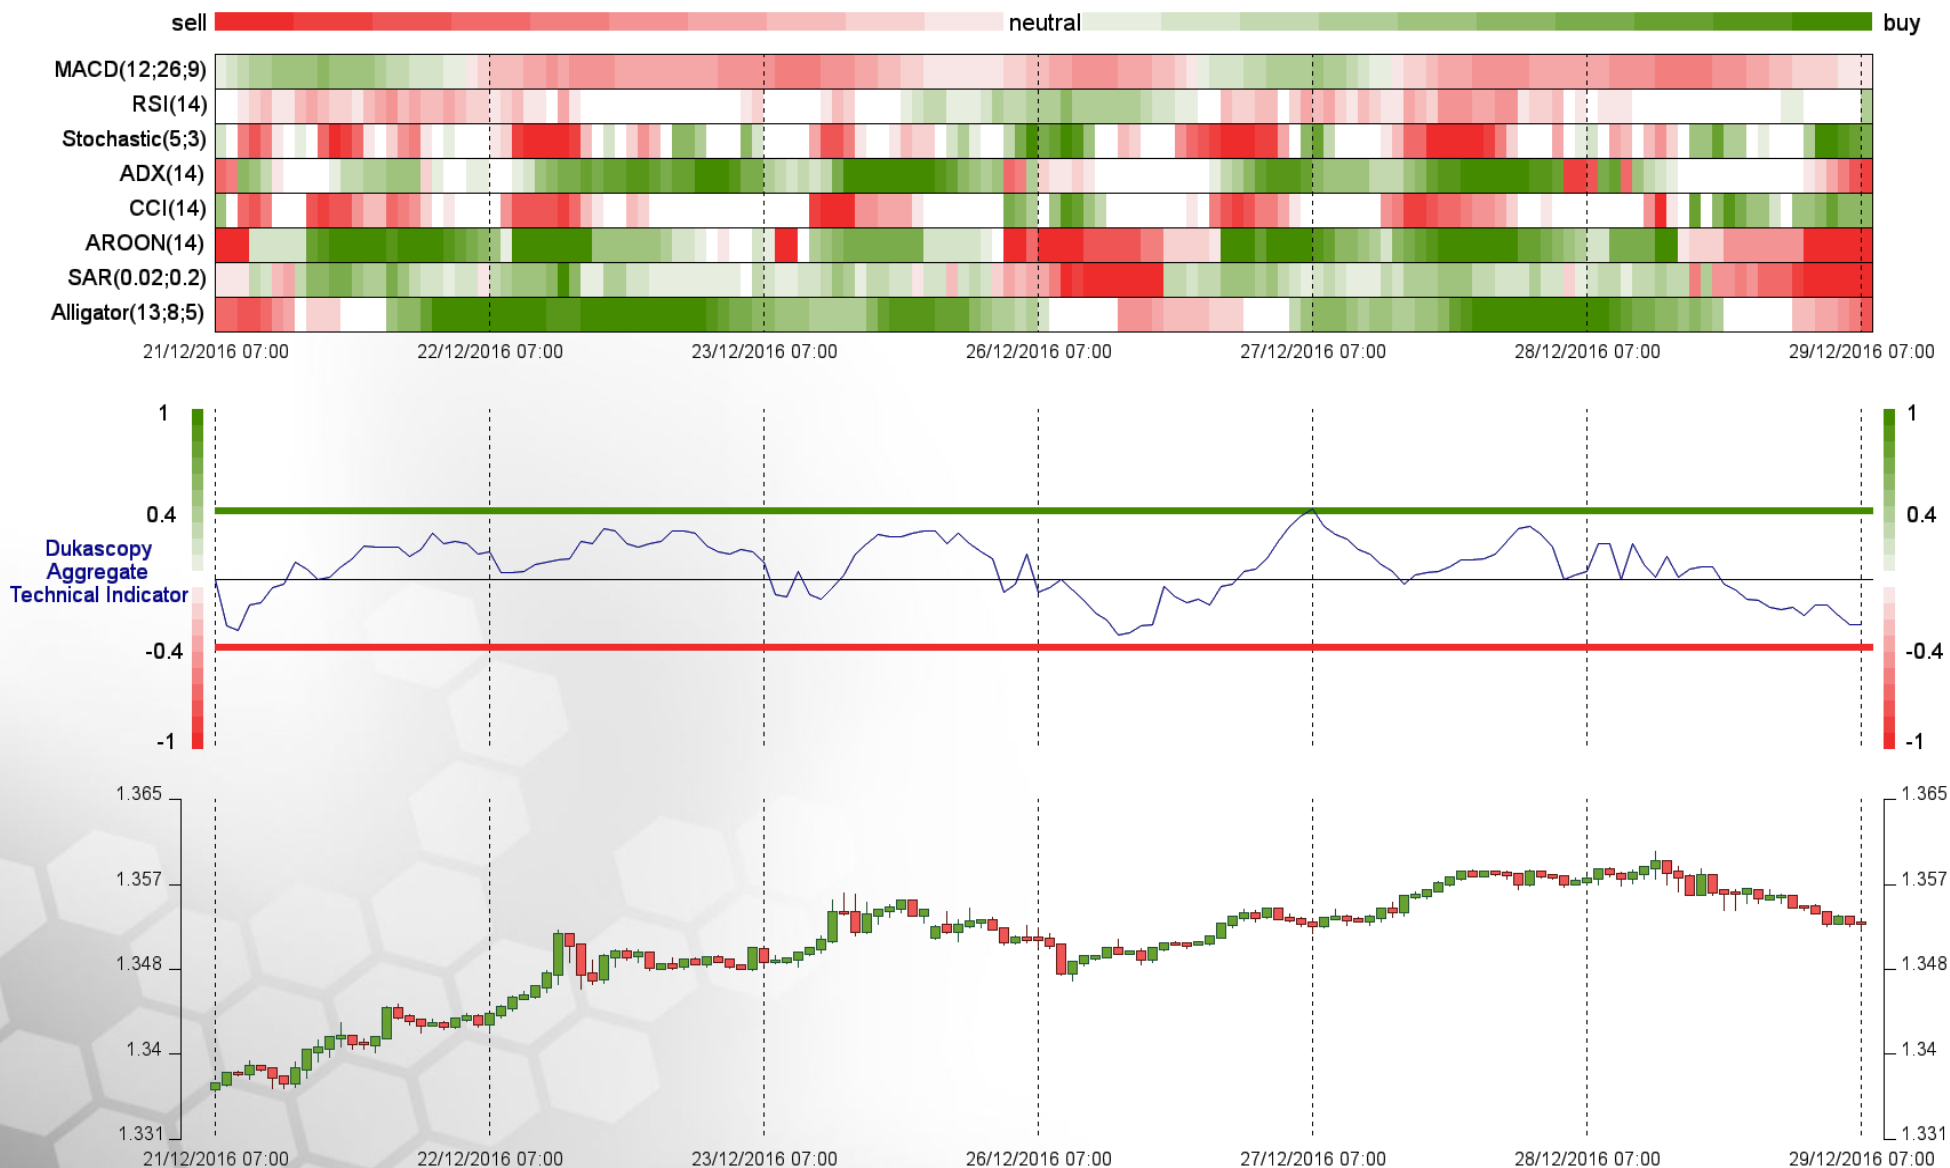 sell neutral buy
MACD(12;26;9)
RSI(14)
Stochastic(5;3)
ADX(14)
CCI(14)
AROON(14)
SAR(0.02;0.2)
Alligator(13;8;5)
21/12/2016 07:00 22/12/2016 07:00 23/12/2016 07:00 26/12/2016 07:00 27/12/2016 07:00 28/12/2016 07:00 29/12/2016 07:00
1 1
0.4 0.4
Dukascopy
Aggregate
Technical Indicator
-0.4 -0.4
-1 -1
1.365 1.365
1.357 1.357
1.348 1.348
1.34 1.34
1.331 1.331
21/12/2016 07:00 22/12/2016 07:00 23/12/2016 07:00 26/12/2016 07:00 27/12/2016 07:00 28/12/2016 07:00 29/12/2016 07:00